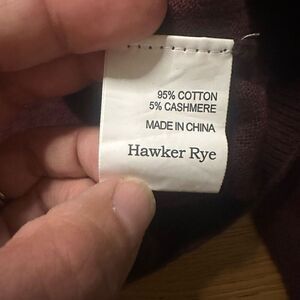 95% COTTON
5% CASHMERE
MADE IN CHINA
Hawker Rye